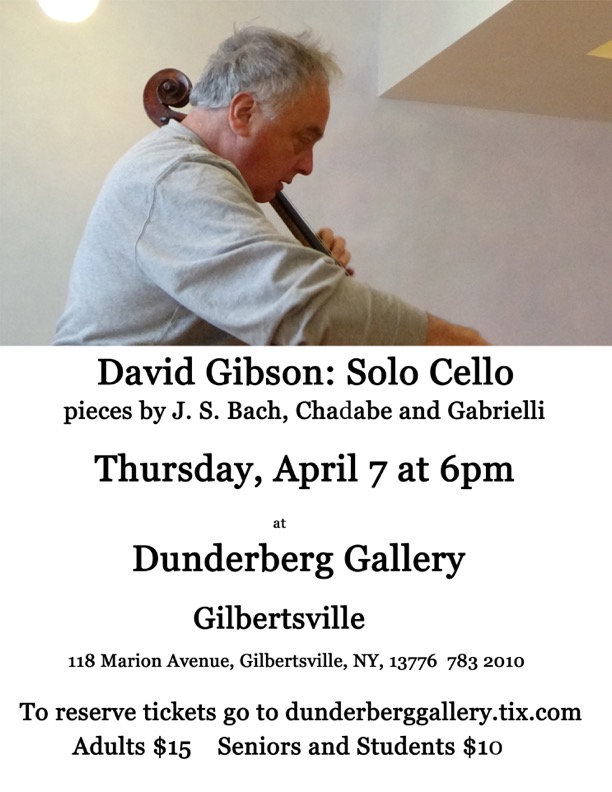 David Gibson: Solo Cello
pieces by J. S. Bach, Chadabe and Gabrielli
Thursday, April 7 at 6pm
at
Dunderberg Gallery
Gilbertsville
118 Marion Avenue, Gilbertsville, NY, 13776  783 2010
To reserve tickets go to dunderberggallery.tix.com
Adults $15    Seniors and Students $10